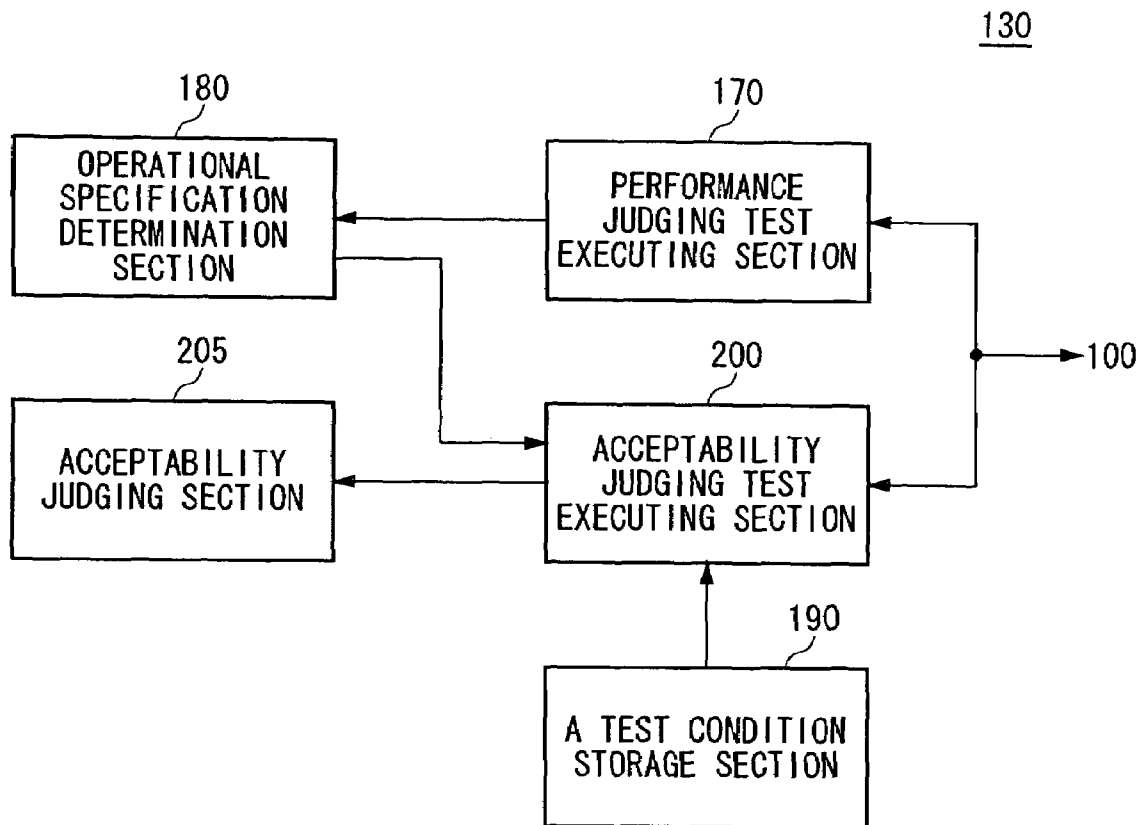 130
180
OPERATIONAL
SPECIFICATION
DETERMINATION
SECTION
170
PERFORMANCE
JUDGING TEST
EXECUTING SECTION
100
205
ACCEPTABILITY
JUDGING SECTION
200
ACCEPTABILITY
JUDGING TEST
EXECUTING SECTION
190
A TEST CONDITION
STORAGE SECTION